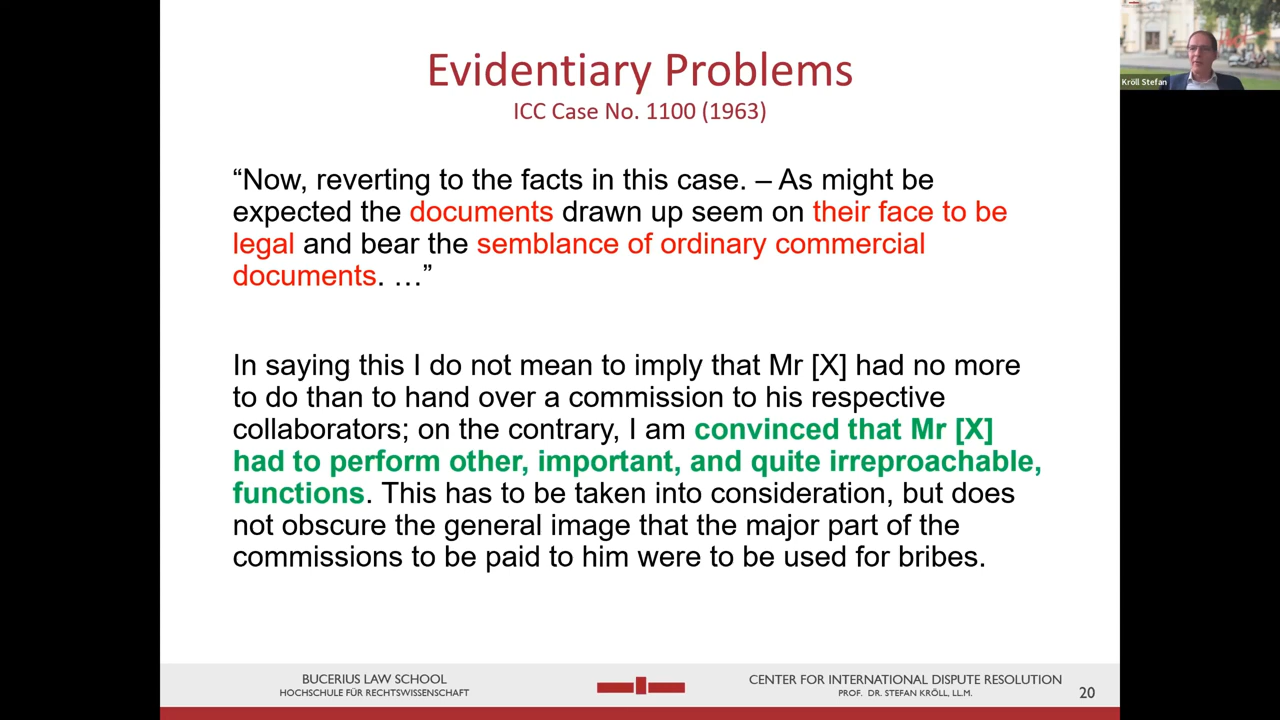 Evidentiary Problems
ICC Case No. 1100 (1963)
Kröll Stefan
“Now, reverting to the facts in this case. – As might be
expected the documents drawn up seem on their face to be
legal and bear the semblance of ordinary commercial
documents. …”
In saying this I do not mean to imply that Mr [X] had no more
to do than to hand over a commission to his respective
collaborators; on the contrary, I am convinced that Mr [X]
had to perform other, important, and quite irreproachable,
functions. This has to be taken into consideration, but does
not obscure the general image that the major part of the
commissions to be paid to him were to be used for bribes.
BUCERIUS LAW SCHOOL
HOCHSCHULE FÜR RECHTSWISSENSCHAFT
CENTER FOR INTERNATIONAL DISPUTE RESOLUTION
PROF. DR. STEFAN KRÖLL, LL.M.
20